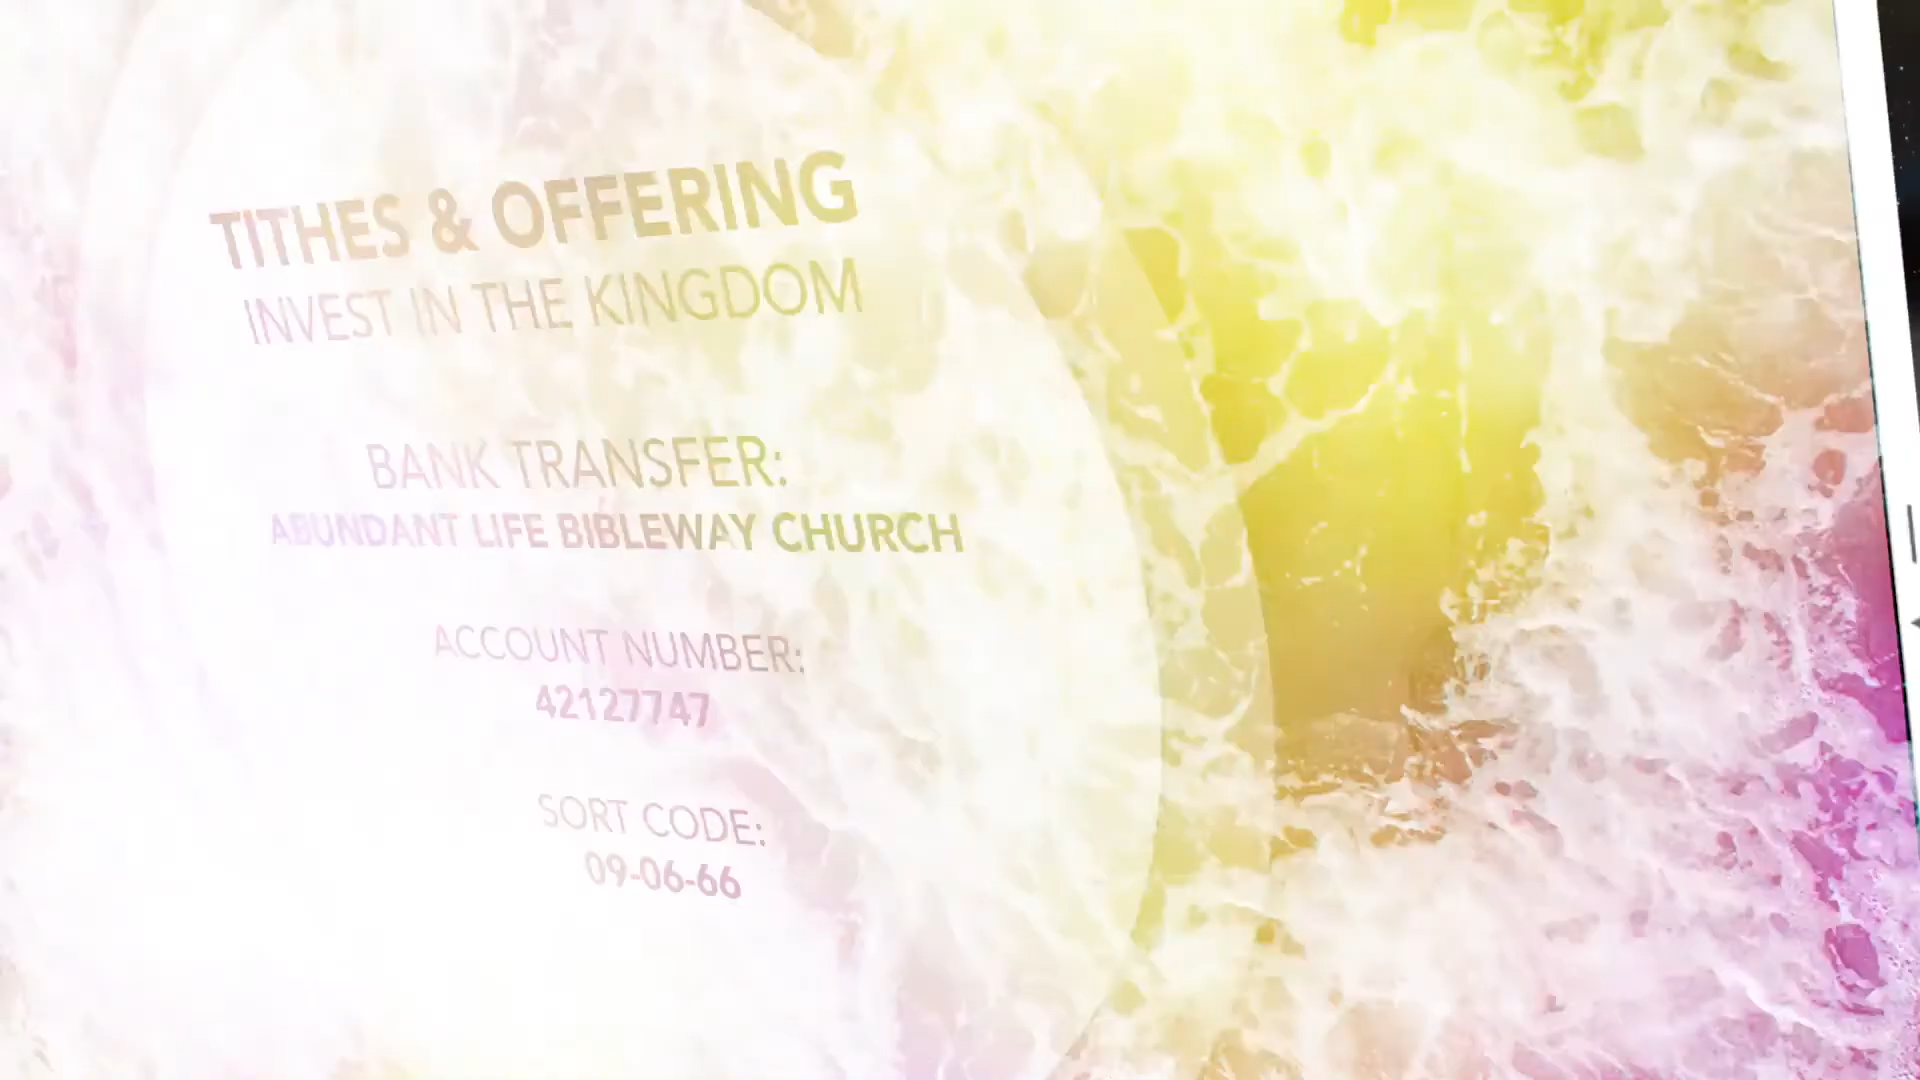 TITHES & OFFERING
INVEST IN THE KINGDOM
BANK TRANSFER:
ABUNDANT LIFE BIBLEWAY CHURCH
ACCOUNT NUMBER:
42127747
SORT CODE:
09-06-66